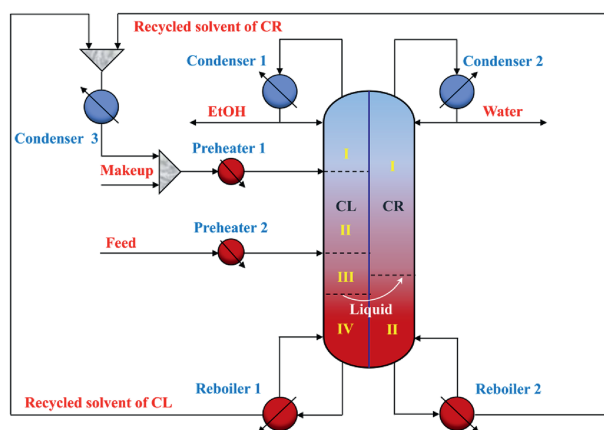 Recycled solvent of CR
Condenser 1
Condenser 2
EtOH
Water
Condenser 3
Preheater 1
I
I
Makeup
CL
CR
Preheater 2
II
Feed
III
Liquid
IV
II
Reboiler 1
Reboiler 2
Recycled solvent of CL